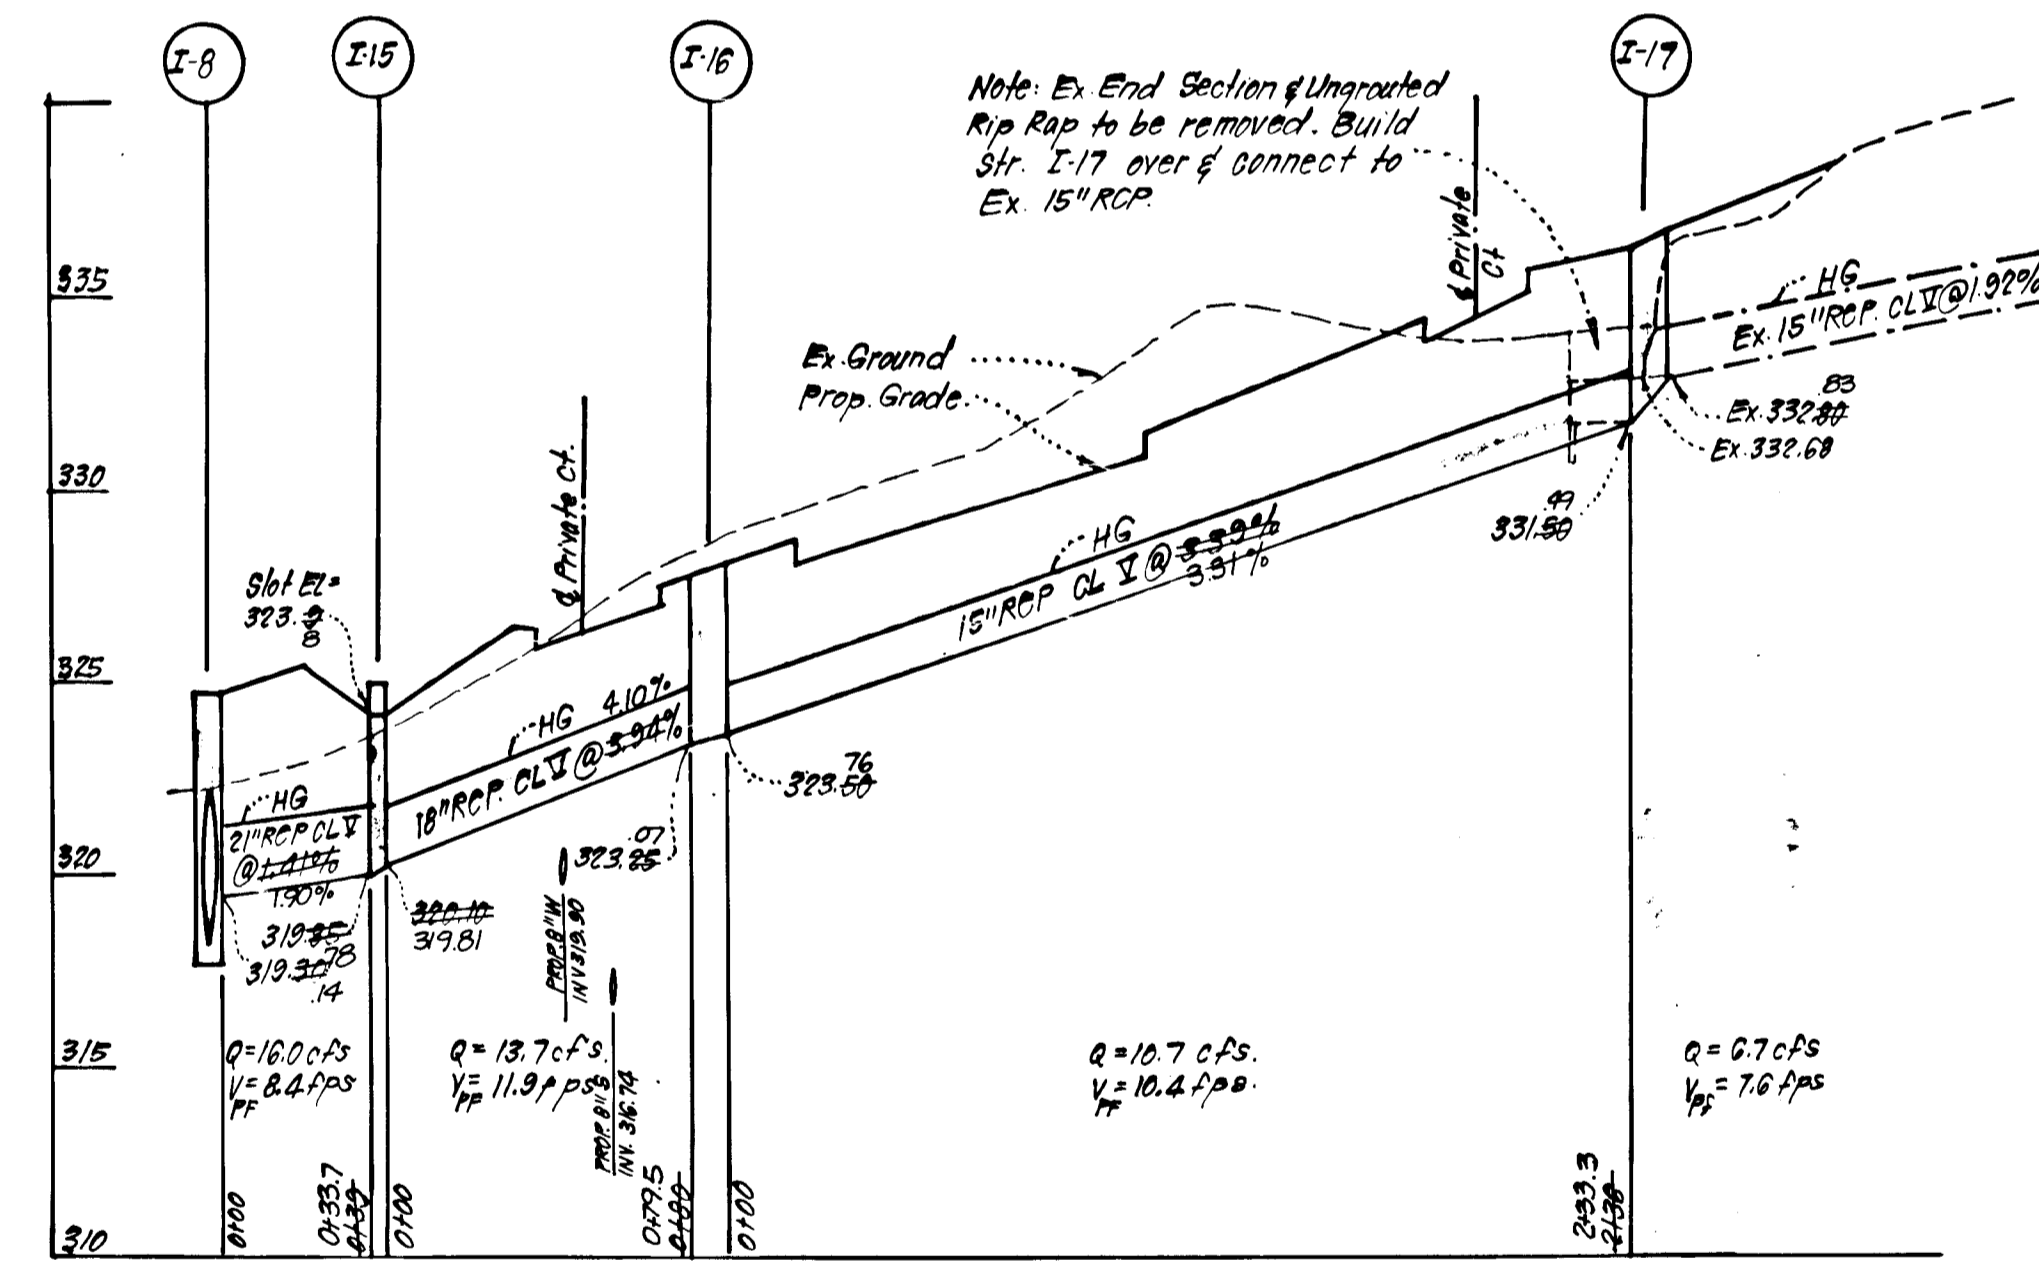 I-8
I-15
I-16
I-17
Note: Ex. End Section & Ungrouted
Rip Rap to be removed. Build
Str. I-17 over & connect to
Ex. 15" RCP.
℄ Private
Ct
335
HG
Ex. 15" RCP. CL V @ 1.92%
Ex. Ground
Prop. Grade
83
Ex. 332.80
Ex. 332.68
330
℄ Private Ct.
49
331.50
HG
15" RCP CL V @ 3.39%
3.31%
Slot El=
323.9
8
325
HG 4.10%
18" RCP. CL V @ 3.94%
76
323.50
HG
21" RCP CL V
@ 1.41%
1.90%
.07
323.25
320
319.85
78
319.30
.14
320.10
319.81
PROP. 8" W
INV 319.90
315
Q=16.0 cfs
V=8.4 fps
PF
Q= 13.7 cfs.
V= 11.9 fps
PF
PROP. 8" S
INV. 316.74
Q=10.7 cfs.
V=10.4 fps.
PF
Q= 6.7 cfs
V= 7.6 fps
Pf
310
0+00
0+33.7
0+39
0+00
0+79.5
0+80
0+00
2+33.3
2+36